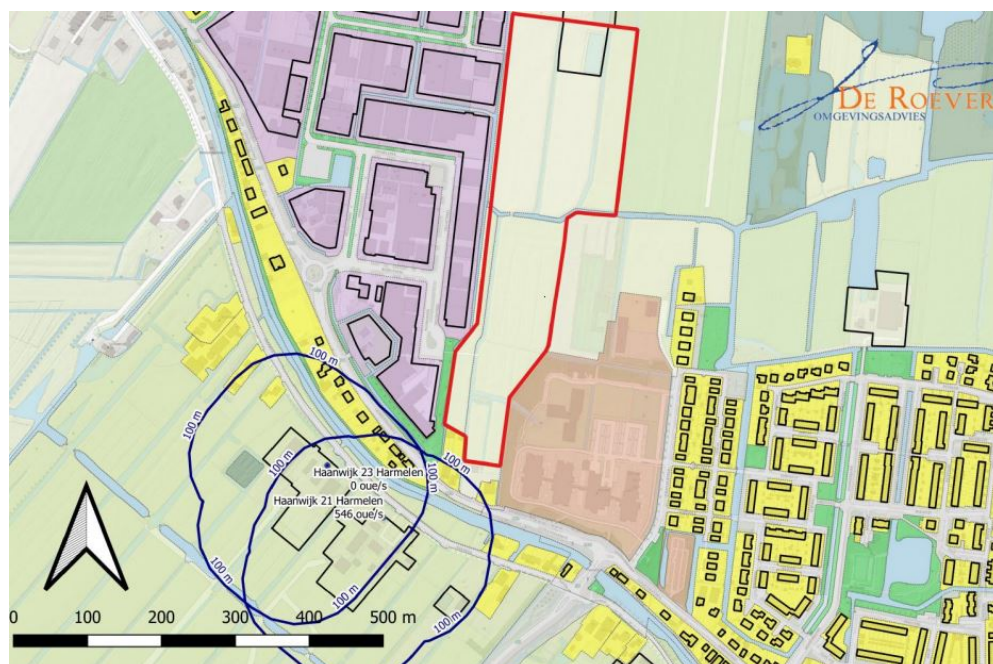 DE ROEVER
OMGEVINGSADVIES
100 m
100 m
100 m
100 m
100 m
Haanwijk 23 Harmelen
0 oue/s
Haanwijk 21 Harmelen
546 oue/s
100 m
100 m
100 m
0 100 200 300 400 500 m